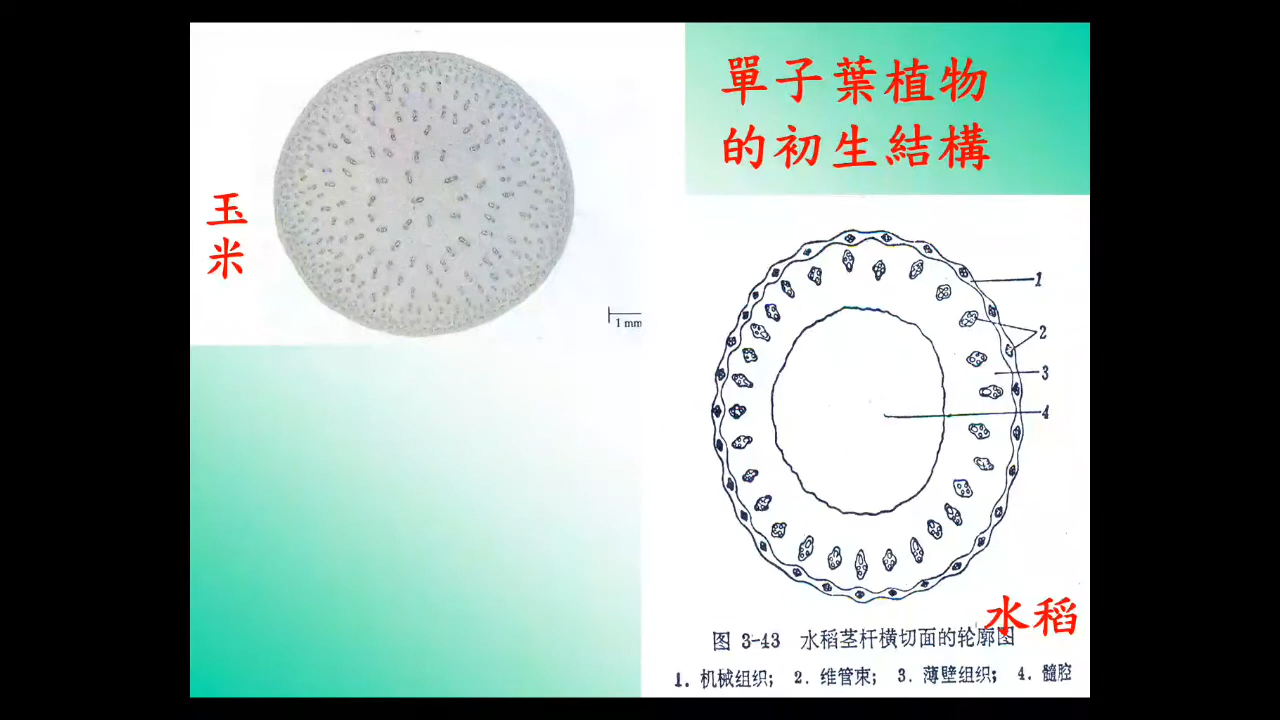 單子葉植物
的初生結構
玉
米
1 mm
1
2
3
4
水稻
图 3-43 水稻茎杆横切面的轮廓图
1. 机械组织; 2. 维管束; 3. 薄壁组织; 4. 髓腔